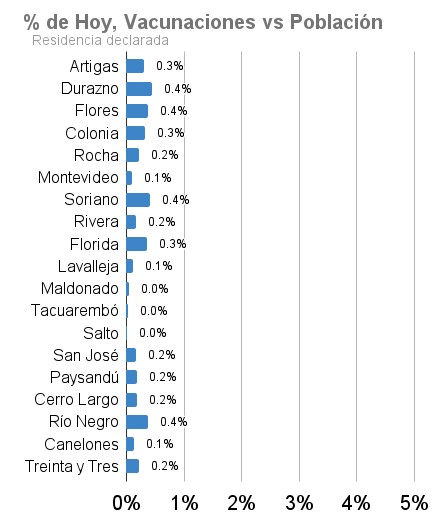 % de Hoy, Vacunaciones vs Población
Residencia declarada
Artigas 0.3%
Durazno 0.4%
Flores 0.4%
Colonia 0.3%
Rocha 0.2%
Montevideo 0.1%
Soriano 0.4%
Rivera 0.2%
Florida 0.3%
Lavalleja 0.1%
Maldonado 0.0%
Tacuarembó 0.0%
Salto 0.0%
San José 0.2%
Paysandú 0.2%
Cerro Largo 0.2%
Río Negro 0.4%
Canelones 0.1%
Treinta y Tres 0.2%
0% 1% 2% 3% 4% 5%